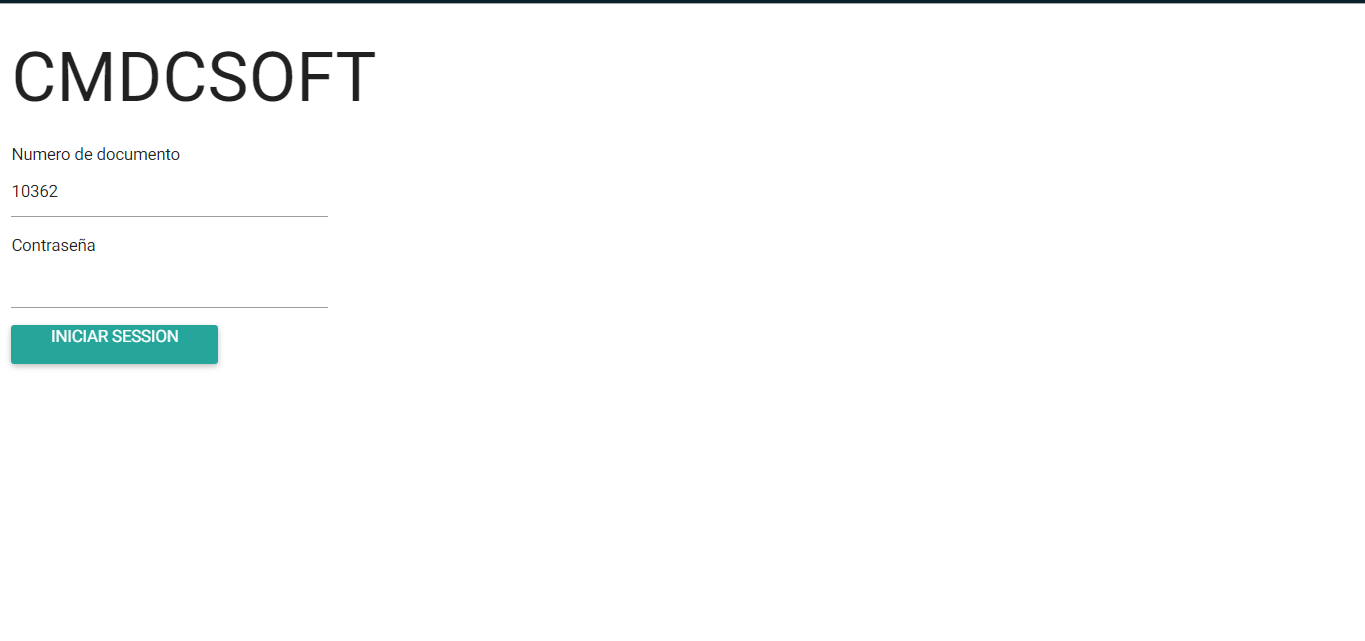 CMDCSOFT
Numero de documento
10362
Contraseña
INICIAR SESSION